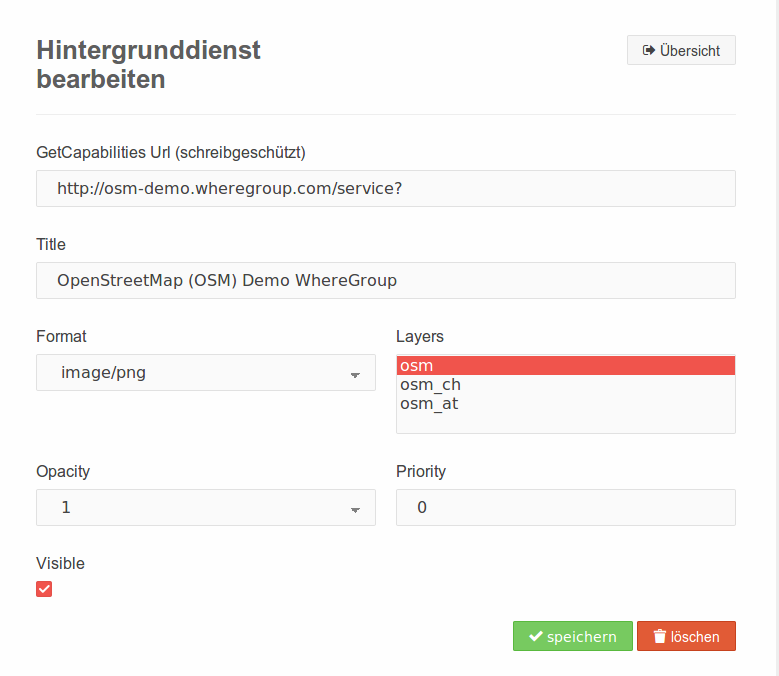 Hintergrunddienst
bearbeiten
Übersicht
GetCapabilities Url (schreibgeschützt)
http://osm-demo.wheregroup.com/service?
Title
OpenStreetMap (OSM) Demo WhereGroup
Format
image/png
Layers
osm
osm_ch
osm_at
Opacity
1
Priority
0
Visible
speichern
löschen